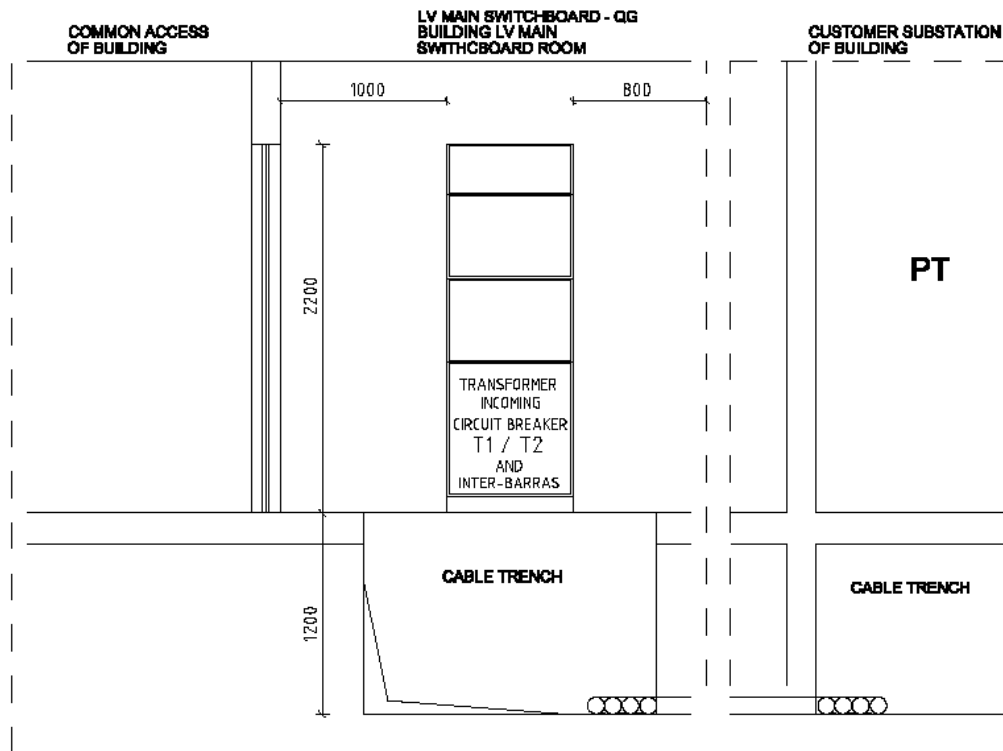 LV MAIN SWITCHBOARD - QG
BUILDING LV MAIN
SWITHCBOARD ROOM
COMMON ACCESS
OF BUILDING
CUSTOMER SUBSTATION
OF BUILDING
1000
800
2200
PT
TRANSFORMER
INCOMING
CIRCUIT BREAKER
T1 / T2
AND
INTER-BARRAS
CABLE TRENCH
CABLE TRENCH
1200